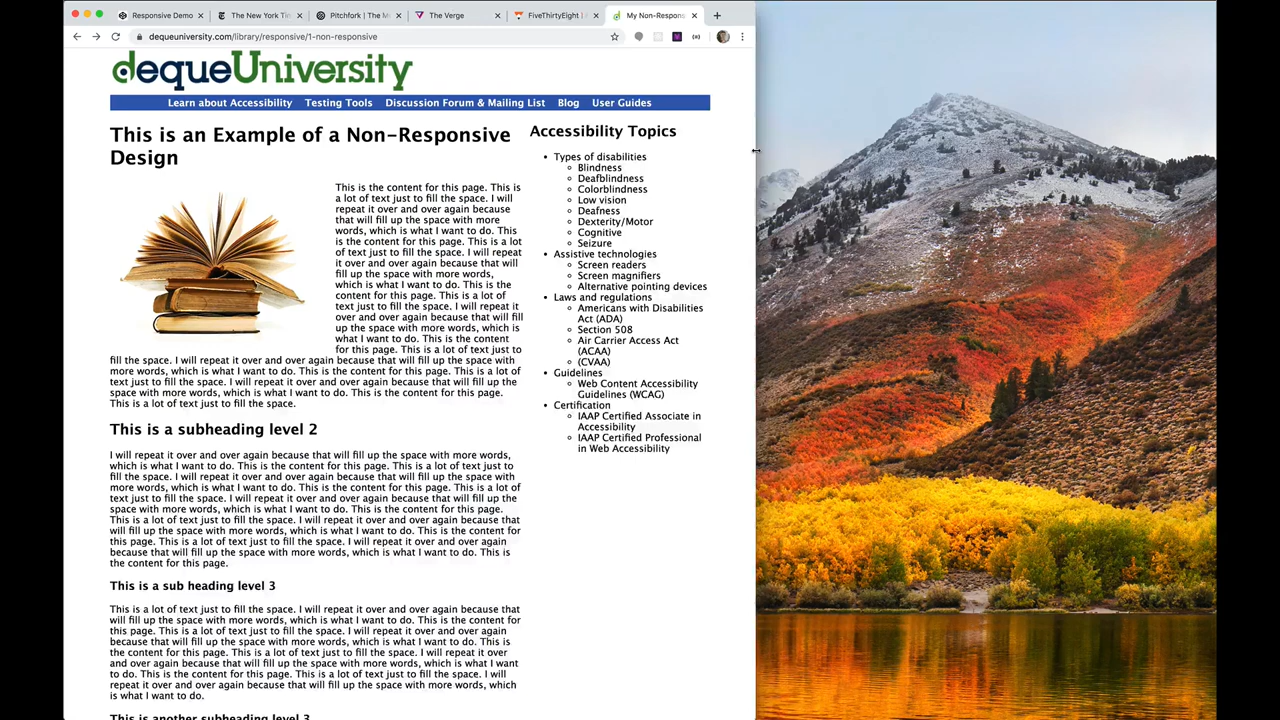 Responsive Demo
The New York Tim
Pitchfork | The M
The Verge
FiveThirtyEight |
My Non-Respons
dequeuniversity.com/library/responsive/1-non-responsive
dequeUniversity
Learn about Accessibility Testing Tools Discussion Forum & Mailing List Blog User Guides
This is an Example of a Non-Responsive
Design
This is the content for this page. This is
a lot of text just to fill the space. I will
repeat it over and over again because
that will fill up the space with more
words, which is what I want to do. This
is the content for this page. This is a lot
of text just to fill the space. I will repeat
it over and over again because that will
fill up the space with more words,
which is what I want to do. This is the
content for this page. This is a lot of
text just to fill the space. I will repeat it
over and over again because that will fill
up the space with more words, which is
what I want to do. This is the content
for this page. This is a lot of text just to
fill the space. I will repeat it over and over again because that will fill up the space with
more words, which is what I want to do. This is the content for this page. This is a lot of
text just to fill the space. I will repeat it over and over again because that will fill up the
space with more words, which is what I want to do. This is the content for this page.
This is a lot of text just to fill the space.
This is a subheading level 2
I will repeat it over and over again because that will fill up the space with more words,
which is what I want to do. This is the content for this page. This is a lot of text just to
fill the space. I will repeat it over and over again because that will fill up the space with
more words, which is what I want to do. This is the content for this page. This is a lot of
text just to fill the space. I will repeat it over and over again because that will fill up the
space with more words, which is what I want to do. This is the content for this page.
This is a lot of text just to fill the space. I will repeat it over and over again because that
will fill up the space with more words, which is what I want to do. This is the content for
this page. This is a lot of text just to fill the space. I will repeat it over and over again
because that will fill up the space with more words, which is what I want to do. This is
the content for this page.
This is a sub heading level 3
This is a lot of text just to fill the space. I will repeat it over and over again because that
will fill up the space with more words, which is what I want to do. This is the content for
this page. This is a lot of text just to fill the space. I will repeat it over and over again
because that will fill up the space with more words, which is what I want to do. This is
the content for this page. This is a lot of text just to fill the space. I will repeat it over
and over again because that will fill up the space with more words, which is what I want
to do. This is the content for this page. This is a lot of text just to fill the space. I will
repeat it over and over again because that will fill up the space with more words, which
is what I want to do.
This is another subheading level 3
Accessibility Topics
Types of disabilities
Blindness
Deafblindness
Colorblindness
Low vision
Deafness
Dexterity/Motor
Cognitive
Seizure
Assistive technologies
Screen readers
Screen magnifiers
Alternative pointing devices
Laws and regulations
Americans with Disabilities
Act (ADA)
Section 508
Air Carrier Access Act
(ACAA)
(CVAA)
Guidelines
Web Content Accessibility
Guidelines (WCAG)
Certification
IAAP Certified Associate in
Accessibility
IAAP Certified Professional
in Web Accessibility